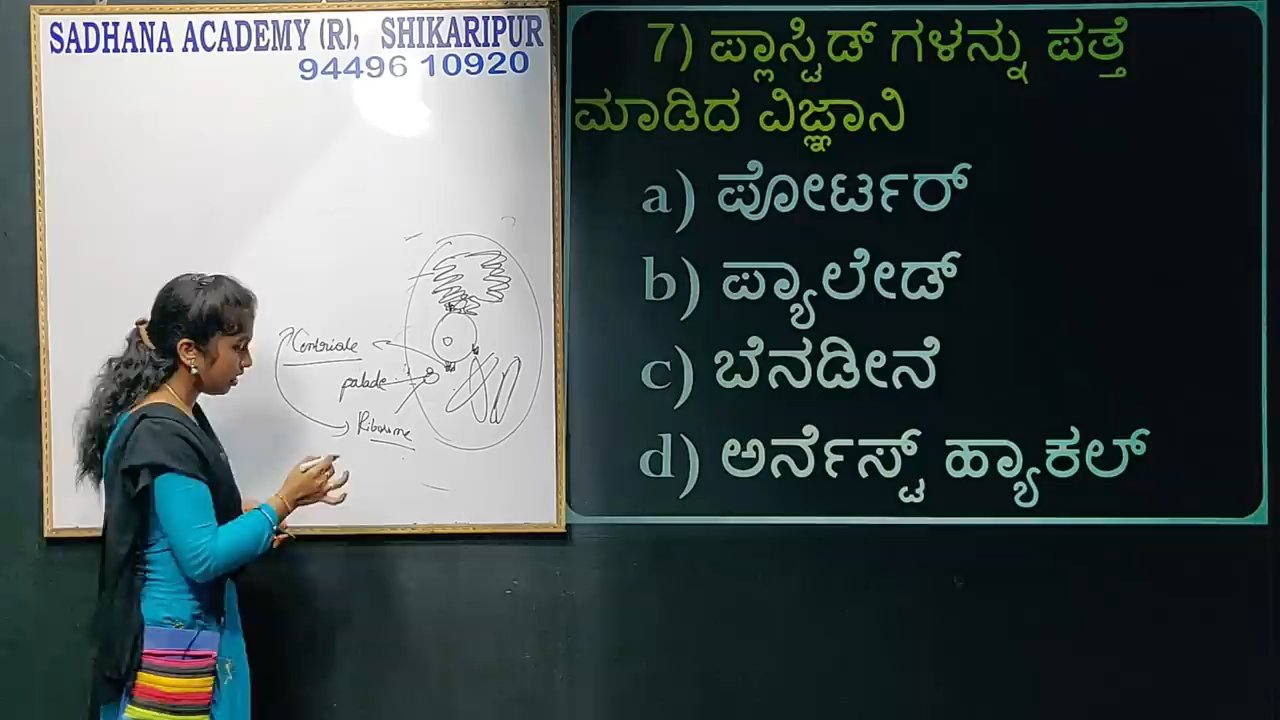 SADHANA ACADEMY (R), SHIKARIPUR
94496 10920
Centriole
palade
Ribosome
7) ಪ್ಲಾಸ್ಟಿಡ್ ಗಳನ್ನು ಪತ್ತೆ
ಮಾಡಿದ ವಿಜ್ಞಾನಿ
a) ಪೋರ್ಟರ್
b) ಪ್ಯಾಲೇಡ್
c) ಬೆನಡೀನೆ
d) ಅರ್ನೆಸ್ಟ್ ಹ್ಯಾಕಲ್